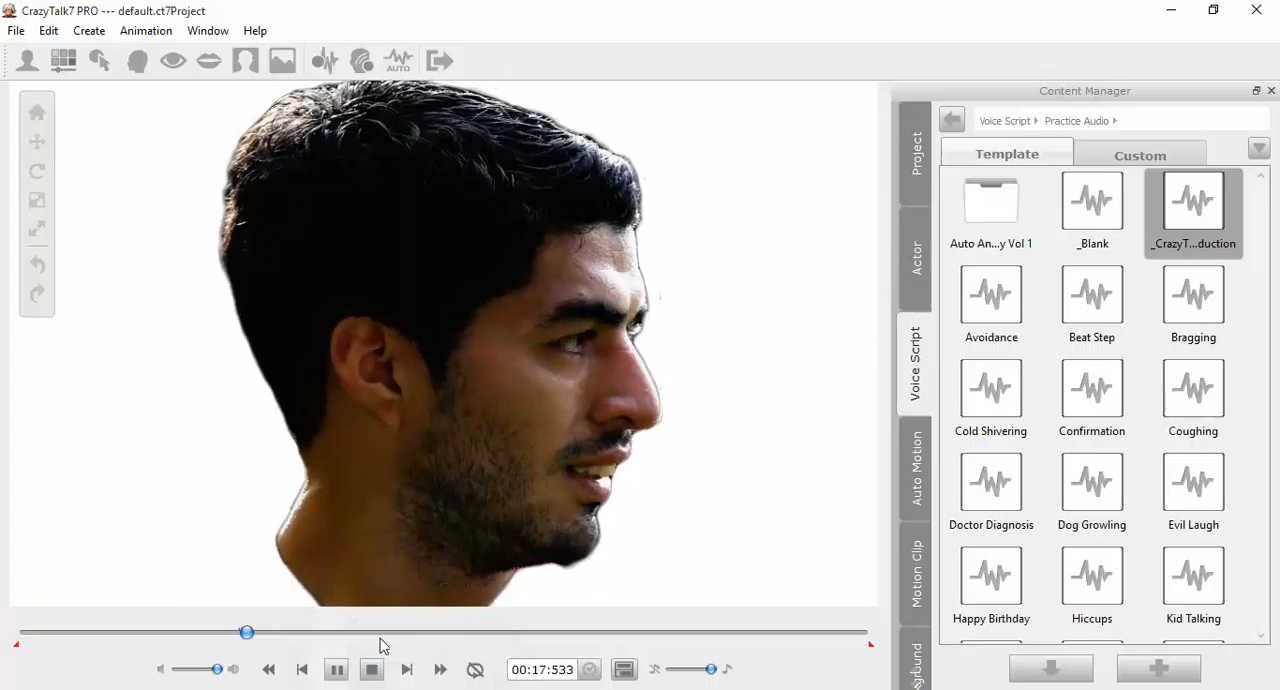 CrazyTalk7 PRO --- default.ct7Project
File Edit Create Animation Window Help
AUTO
Content Manager
Voice Script Practice Audio
Project
Actor
Voice Script
Auto Motion
Motion Clip
Template Custom
Auto An...y Vol 1 _Blank _CrazyT...duction
Avoidance Beat Step Bragging
Cold Shivering Confirmation Coughing
Doctor Diagnosis Dog Growling Evil Laugh
Happy Birthday Hiccups Kid Talking
00:17:533